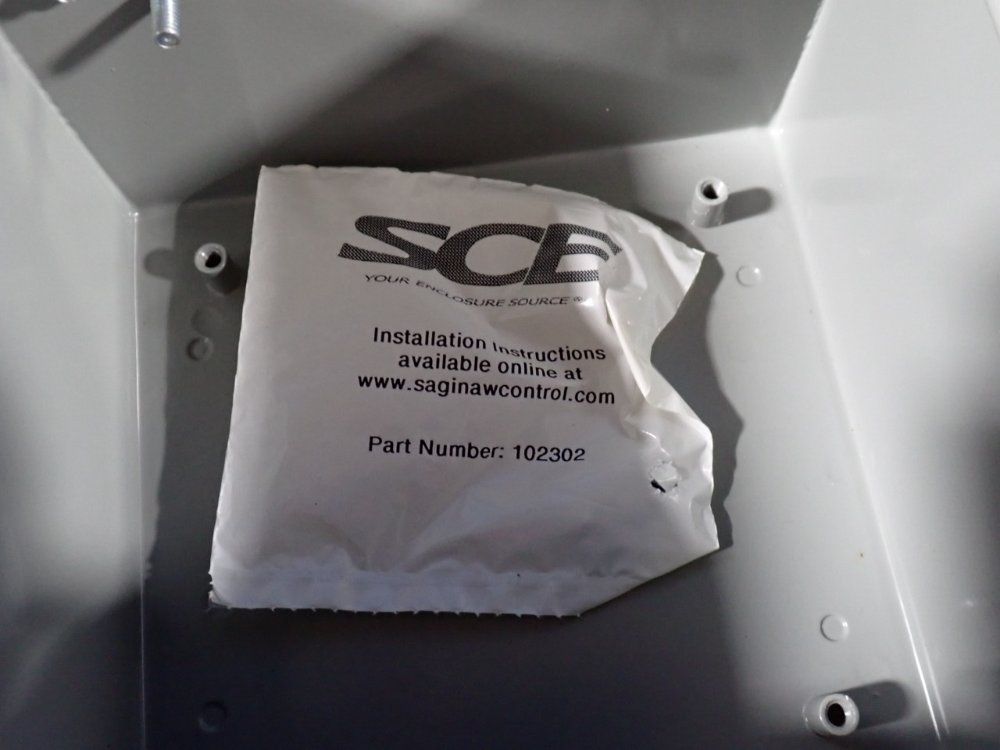 SCE
YOUR ENCLOSURE SOURCE ®
Installation Instructions
available online at
www.saginawcontrol.com
Part Number: 102302